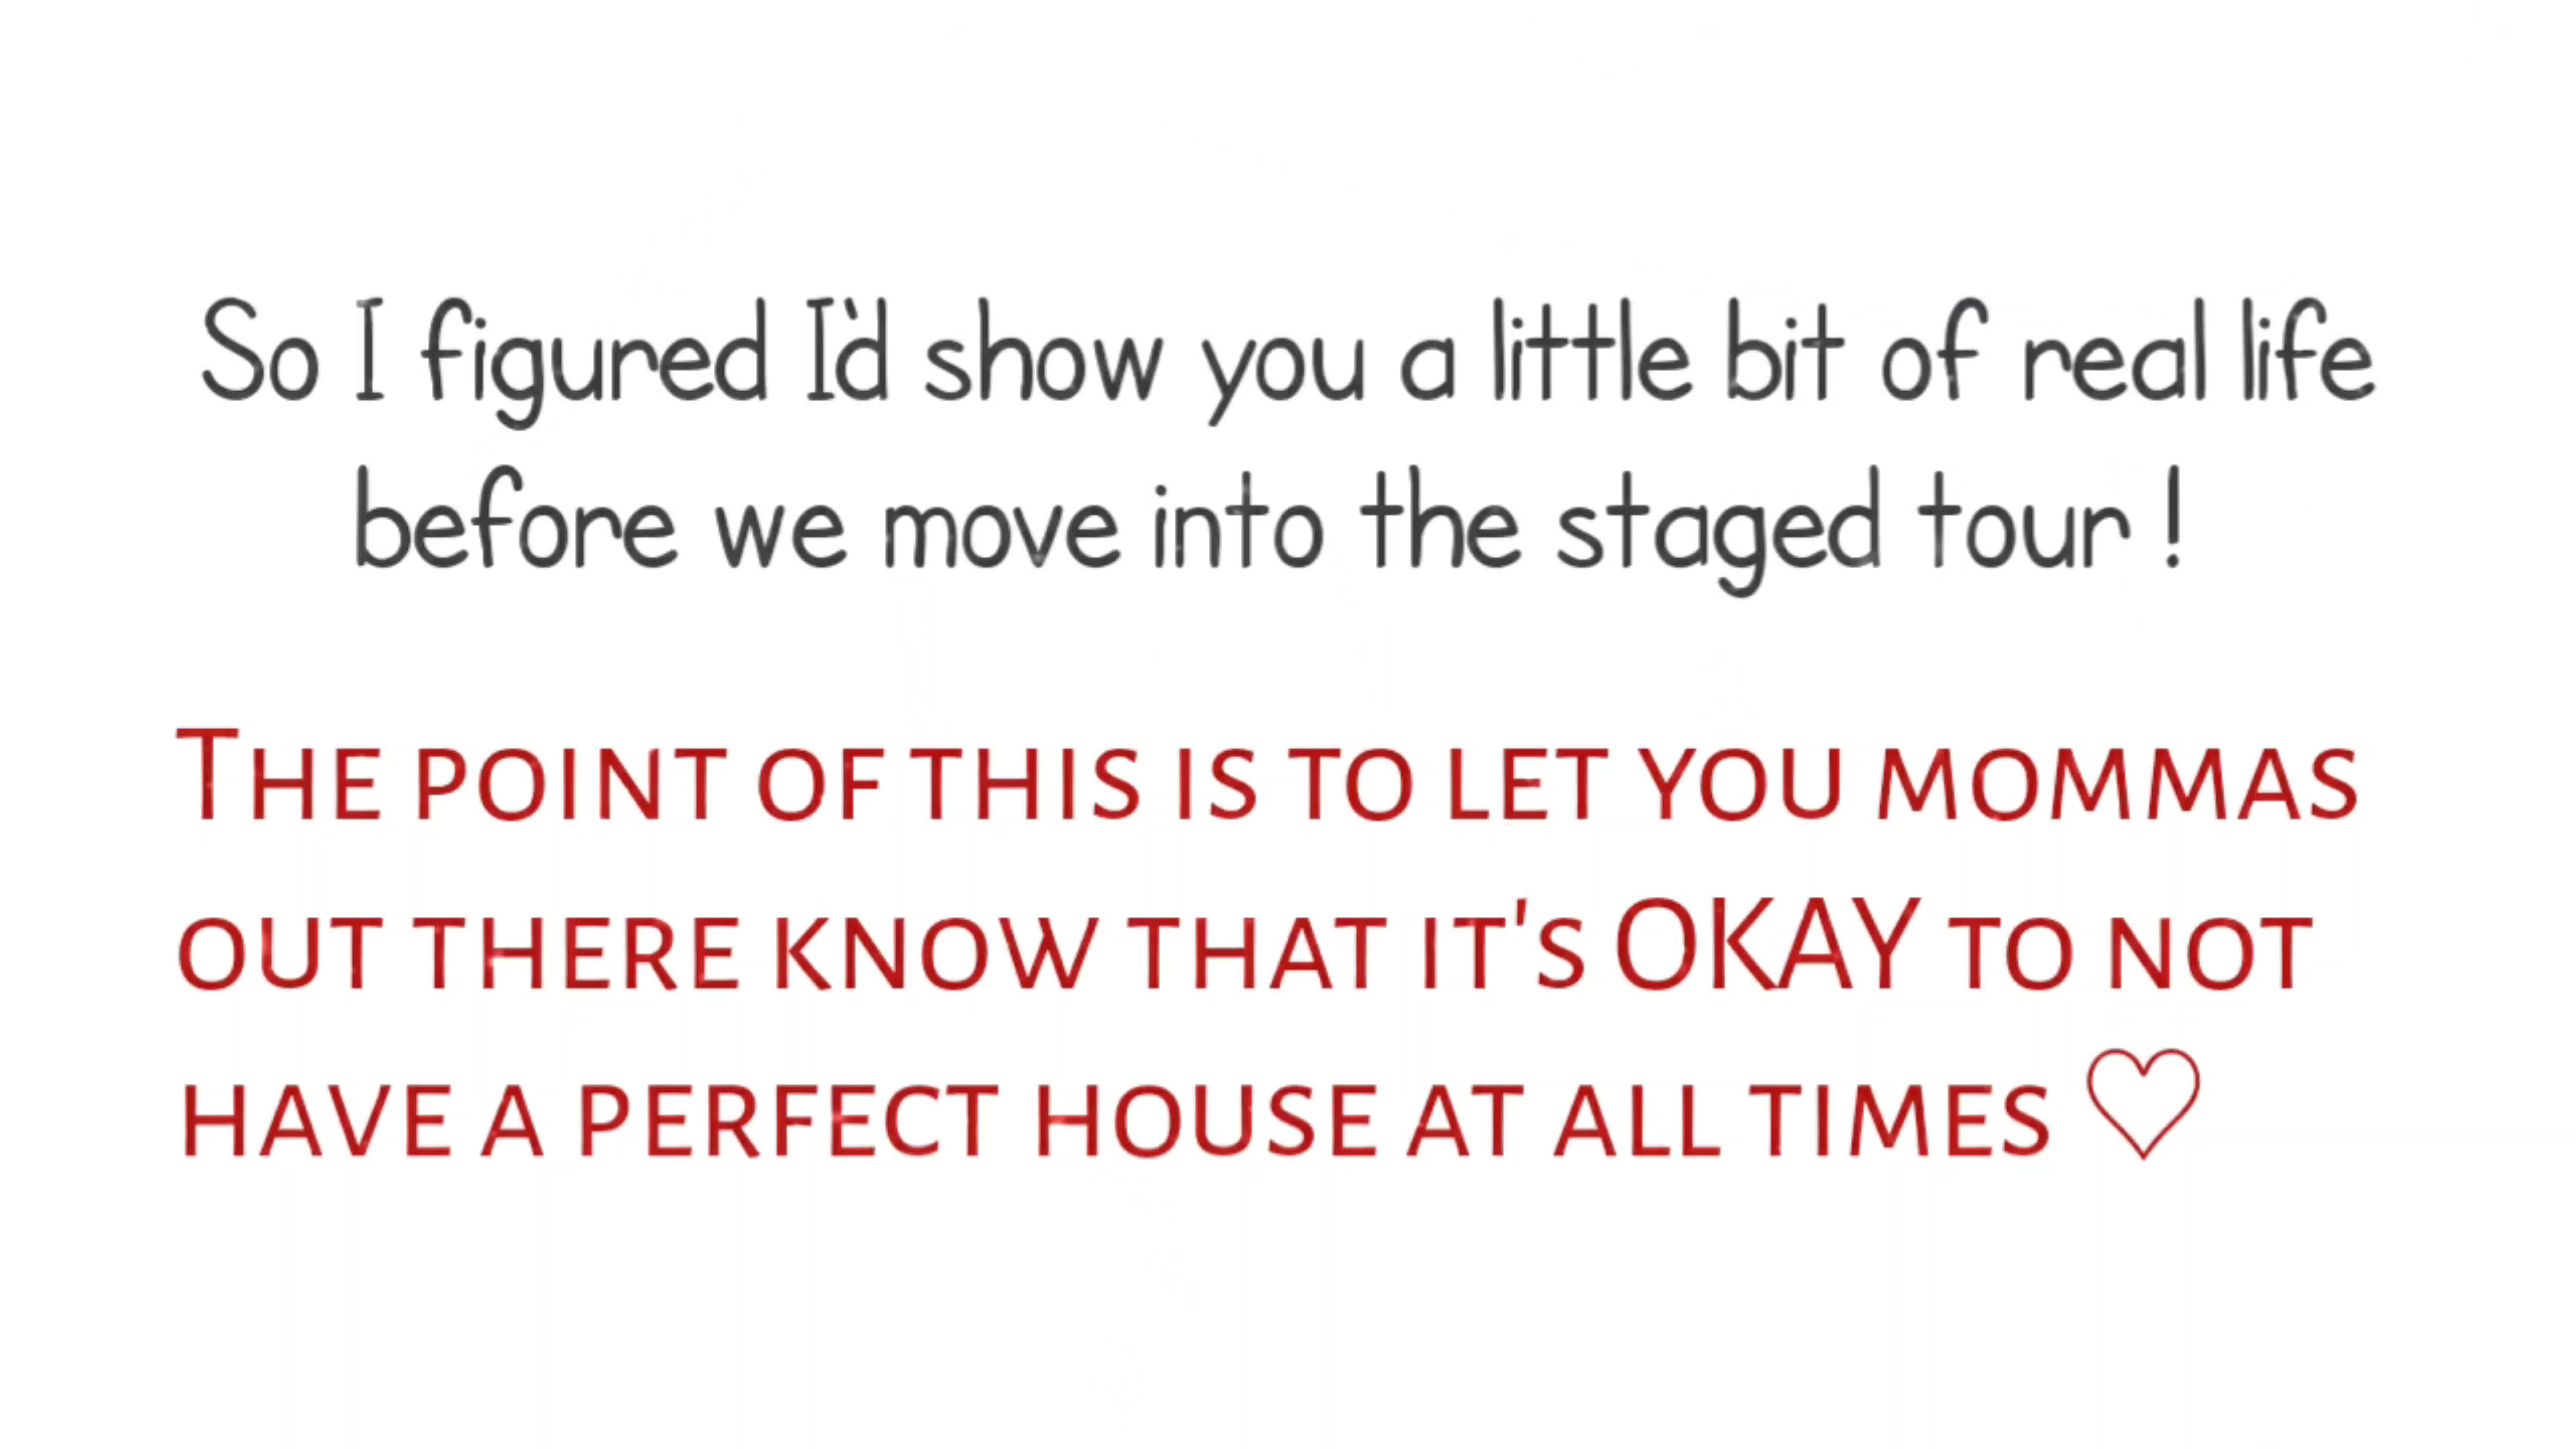 So I figured I'd show you a little bit of real life
before we move into the staged tour !
The point of this is to let you mommas
out there know that it's OKAY to not
have a perfect house at all times ♡